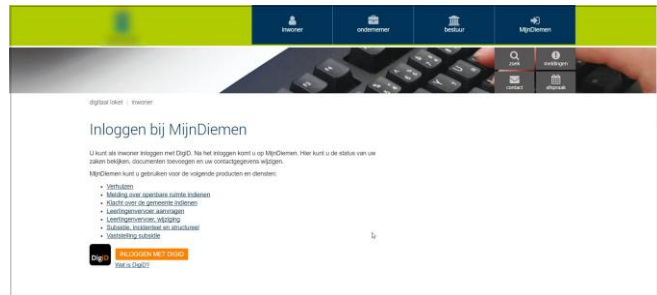 inwoner
ondernemer
bestuur
MijnDiemen
zoek
meldingen
contact
afspraak
digitaal loket | inwoner
Inloggen bij MijnDiemen
U kunt als inwoner inloggen met DigiD. Na het inloggen komt u op MijnDiemen. Hier kunt u de status van uw
zaken bekijken, documenten toevoegen en uw contactgegevens wijzigen.
MijnDiemen kunt u gebruiken voor de volgende producten en diensten:
Verhuizen
Melding over openbare ruimte indienen
Klacht over de gemeente indienen
Leerlingenvervoer aanvragen
Leerlingenvervoer, wijziging
Subsidie, incidenteel en structureel
Vaststelling subsidie
DigiD
INLOGGEN MET DIGID
Wat is DigiD?